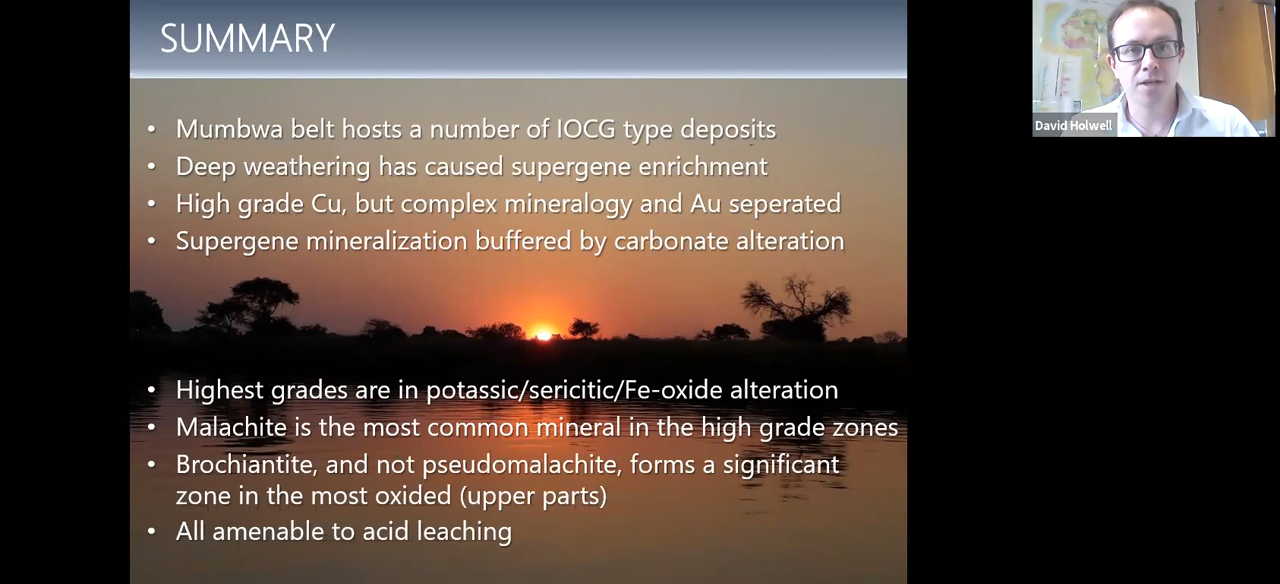 SUMMARY
• Mumbwa belt hosts a number of IOCG type deposits
• Deep weathering has caused supergene enrichment
• High grade Cu, but complex mineralogy and Au seperated
• Supergene mineralization buffered by carbonate alteration
• Highest grades are in potassic/sericitic/Fe-oxide alteration
• Malachite is the most common mineral in the high grade zones
• Brochiantite, and not pseudomalachite, forms a significant
zone in the most oxided (upper parts)
• All amenable to acid leaching
David Holwell